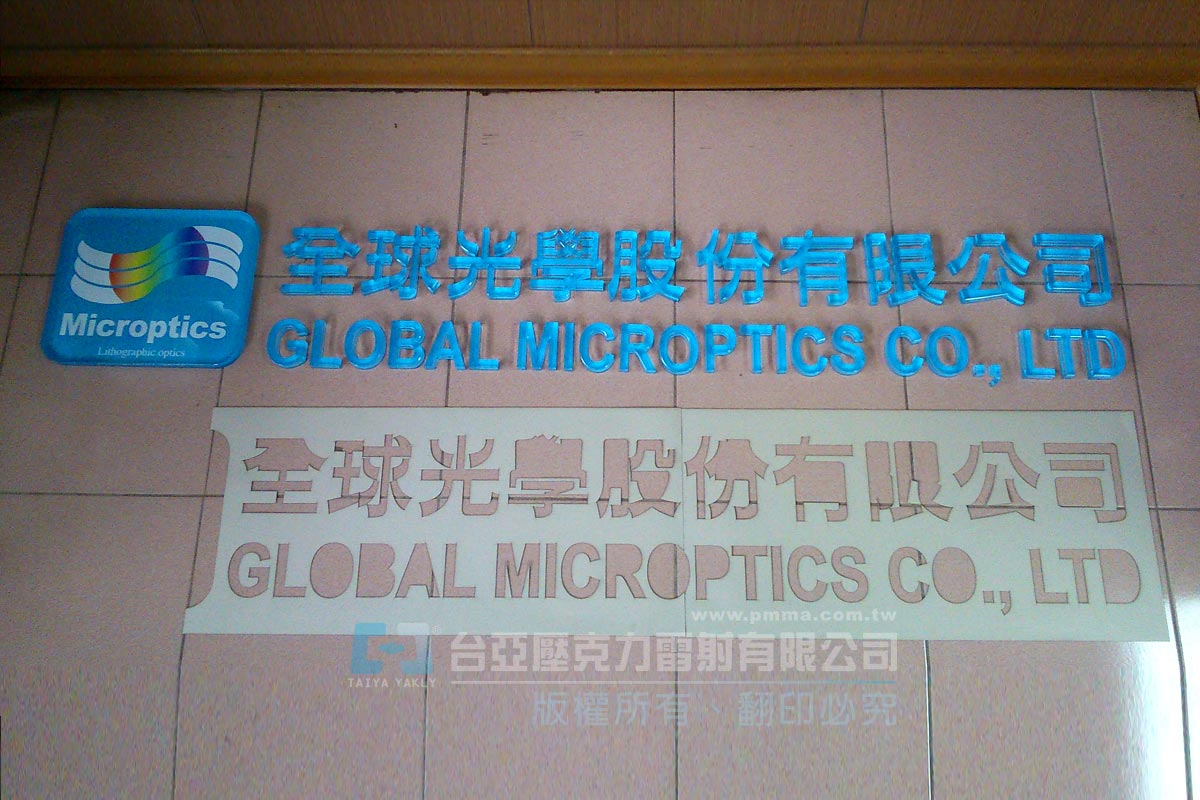 Microptics
Lithographic optics
全球光學股份有限公司
GLOBAL MICROPTICS CO., LTD
全球光學股份有限公司
GLOBAL MICROPTICS CO., LTD
www.pmma.com.tw
台亞壓克力雷射有限公司
TAIYA YAKLY
版權所有、翻印必究